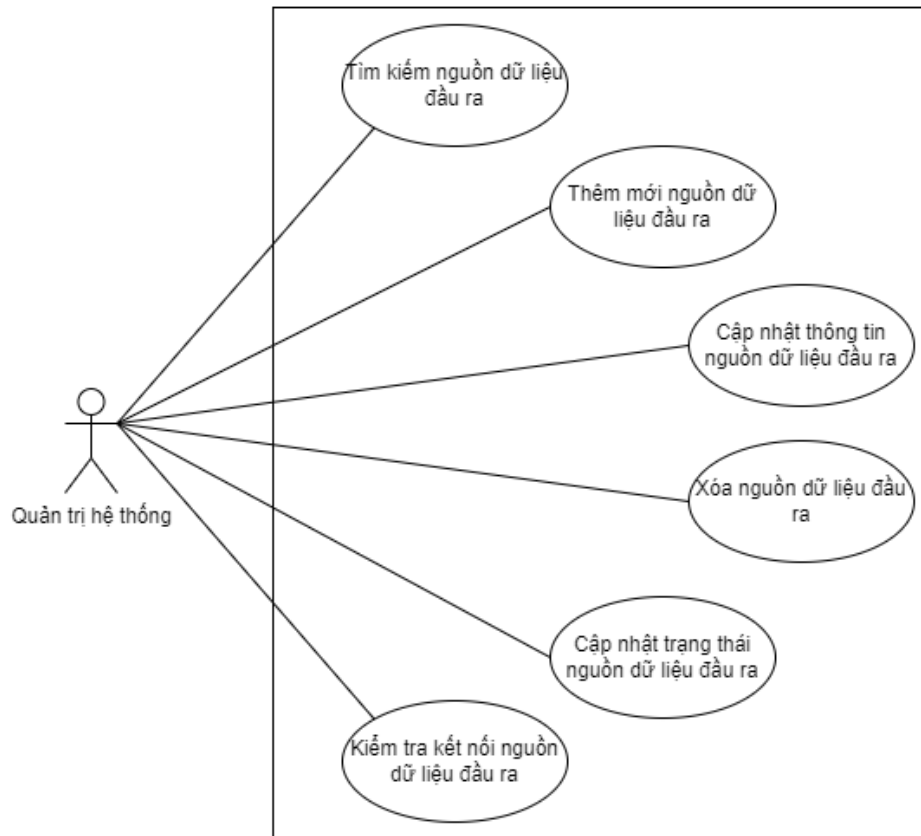 Tìm kiếm nguồn dữ liệu
đầu ra
Thêm mới nguồn dữ
liệu đầu ra
Cập nhật thông tin
nguồn dữ liệu đầu ra
Xóa nguồn dữ liệu đầu
ra
Quản trị hệ thống
Cập nhật trạng thái
nguồn dữ liệu đầu ra
Kiểm tra kết nối nguồn
dữ liệu đầu ra